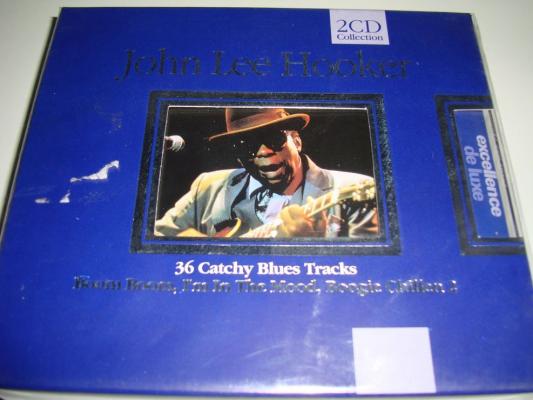 2CD
Collection
John Lee Hooker
excellence
de luxe
36 Catchy Blues Tracks
Boom Boom, I'm In The Mood, Boogie Chillen